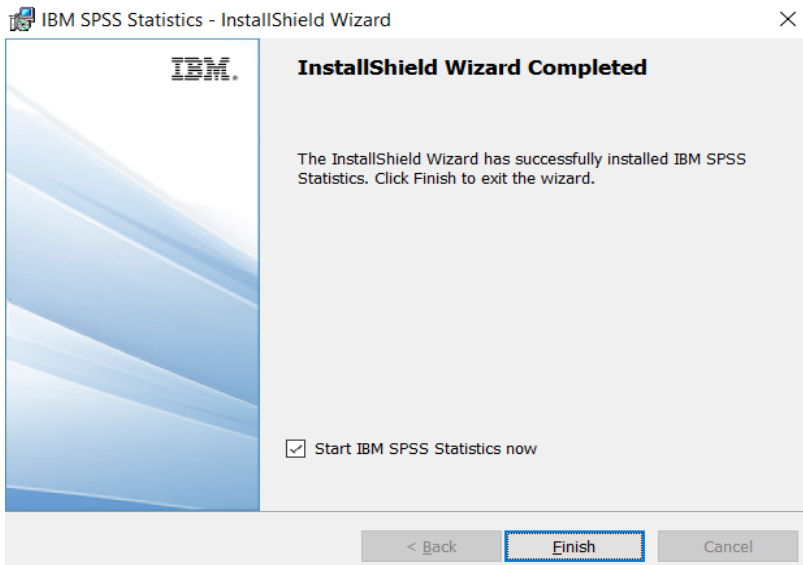 IBM SPSS Statistics - InstallShield Wizard
IBM.
InstallShield Wizard Completed
The InstallShield Wizard has successfully installed IBM SPSS
Statistics. Click Finish to exit the wizard.
Start IBM SPSS Statistics now
< Back
Finish
Cancel